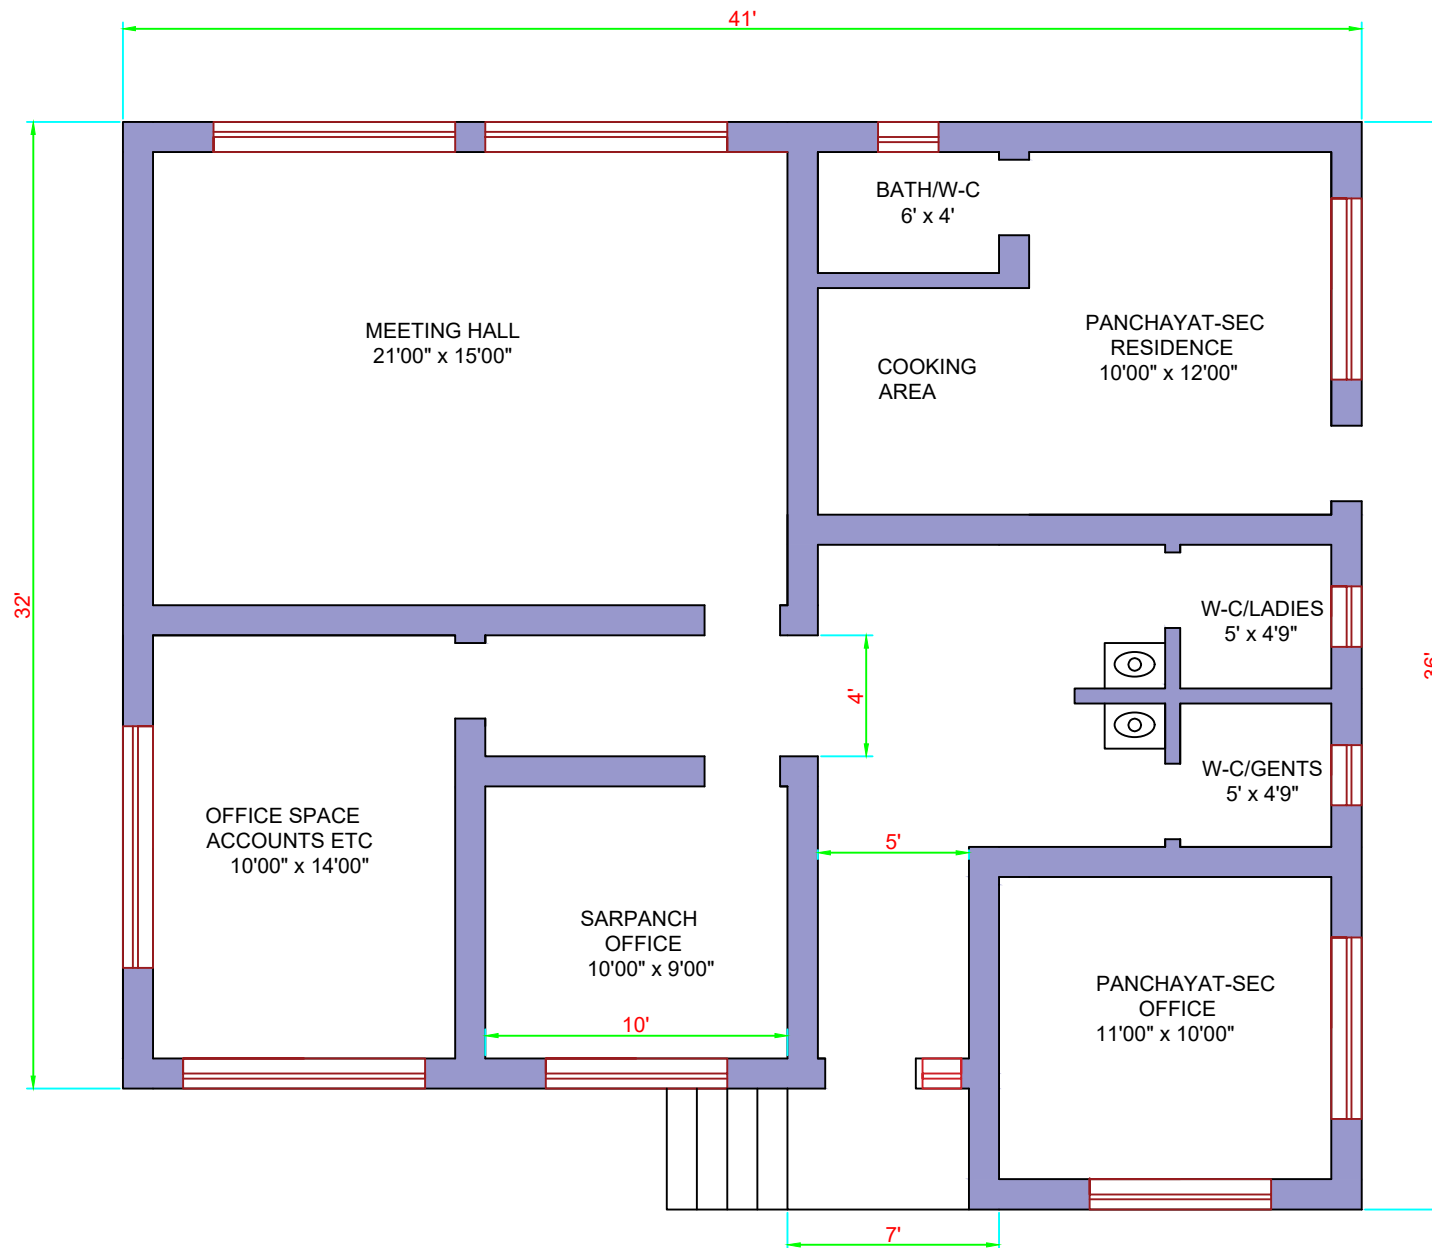 41'
BATH/W-C
6' x 4'
MEETING HALL
21'00" x 15'00"
PANCHAYAT-SEC
RESIDENCE
10'00" x 12'00"
COOKING
AREA
32'
36'
W-C/LADIES
5' x 4'9"
4'
W-C/GENTS
5' x 4'9"
OFFICE SPACE
ACCOUNTS ETC
10'00" x 14'00"
5'
SARPANCH
OFFICE
10'00" x 9'00"
PANCHAYAT-SEC
OFFICE
11'00" x 10'00"
10'
7'